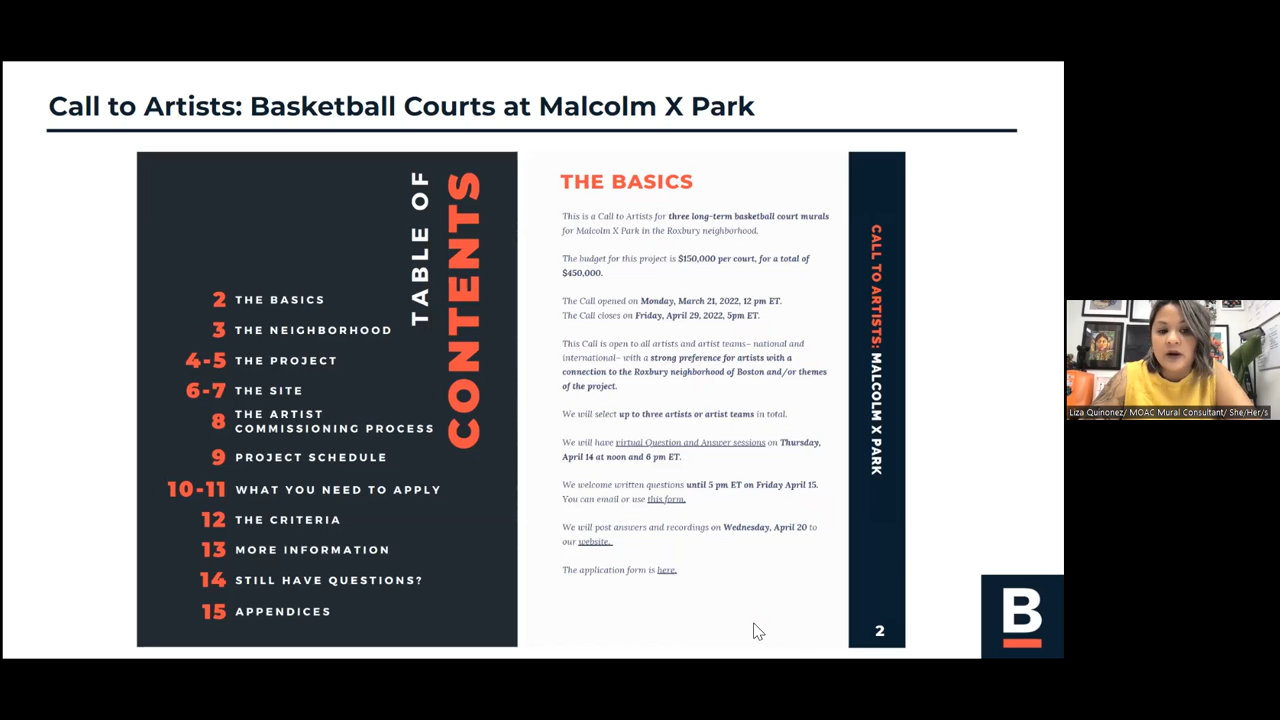 Call to Artists: Basketball Courts at Malcolm X Park
TABLE OF
CONTENTS
2 THE BASICS
3 THE NEIGHBORHOOD
4-5 THE PROJECT
6-7 THE SITE
8 THE ARTIST
COMMISSIONING PROCESS
9 PROJECT SCHEDULE
10-11 WHAT YOU NEED TO APPLY
12 THE CRITERIA
13 MORE INFORMATION
14 STILL HAVE QUESTIONS?
15 APPENDICES
THE BASICS
This is a Call to Artists for three long-term basketball court murals
for Malcolm X Park in the Roxbury neighborhood.
The budget for this project is $150,000 per court, for a total of
$450,000.
The Call opened on Monday, March 21, 2022, 12 pm ET.
The Call closes on Friday, April 29, 2022, 5pm ET.
This Call is open to all artists and artist teams– national and
international– with a strong preference for artists with a
connection to the Roxbury neighborhood of Boston and/or themes
of the project.
We will select up to three artists or artist teams in total.
We will have virtual Question and Answer sessions on Thursday,
April 14 at noon and 6 pm ET.
We welcome written questions until 5 pm ET on Friday April 15.
You can email or use this form.
We will post answers and recordings on Wednesday, April 20 to
our website.
The application form is here.
CALL TO ARTISTS: MALCOLM X PARK
2
B
Liza Quinonez/ MOAC Mural Consultant/ She/Her/s